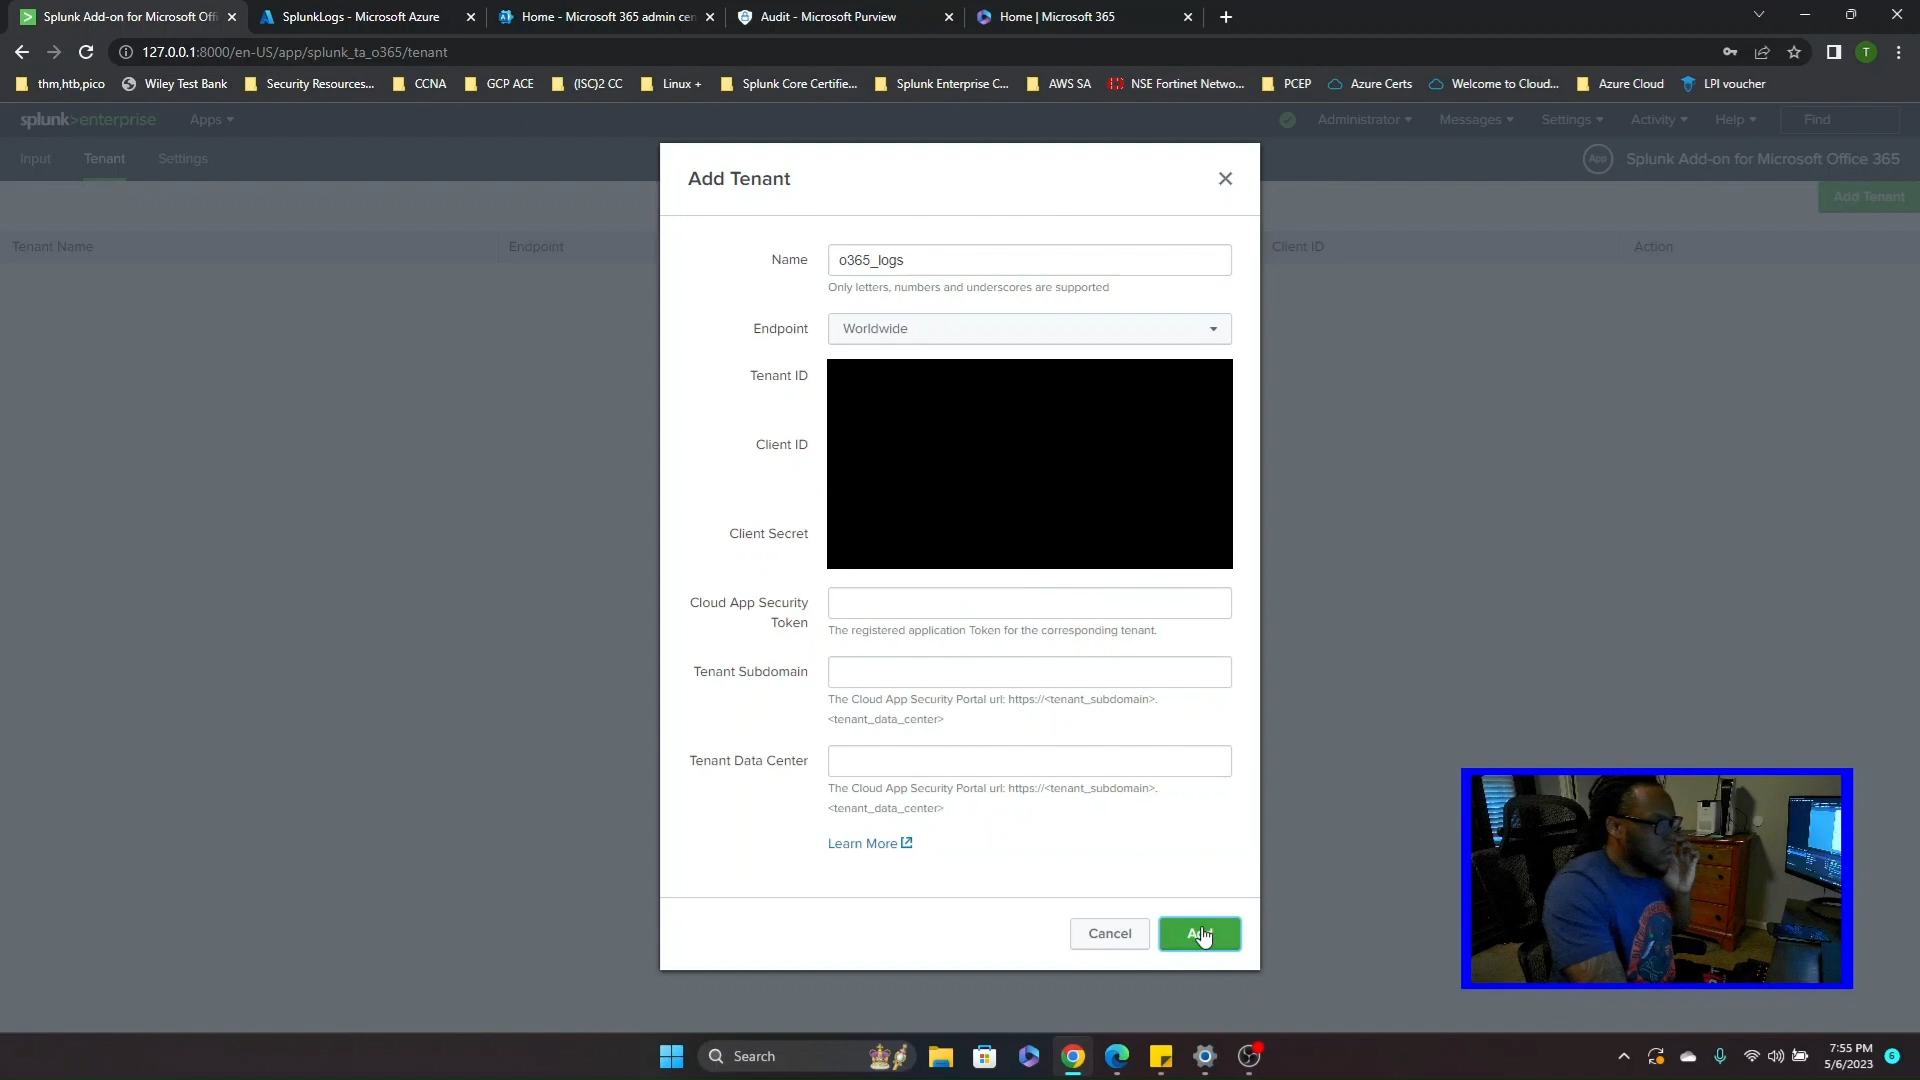 Splunk Add-on for Microsoft Offi
SplunkLogs - Microsoft Azure
Home - Microsoft 365 admin cen
Audit - Microsoft Purview
Home | Microsoft 365
127.0.0.1:8000/en-US/app/splunk_ta_o365/tenant
T
thm,htb,pico
Wiley Test Bank
Security Resources...
CCNA
GCP ACE
(ISC)2 CC
Linux +
Splunk Core Certifie...
Splunk Enterprise C...
AWS SA
NSE Fortinet Netwo...
PCEP
Azure Certs
Welcome to Cloud...
Azure Cloud
LPI voucher
splunk>enterprise
Apps
Administrator
Messages
Settings
Activity
Help
Find
Input
Tenant
Settings
App
Splunk Add-on for Microsoft Office 365
Add Tenant
Tenant Name
Endpoint
Client ID
Action
Add Tenant
Name
o365_logs
Only letters, numbers and underscores are supported
Endpoint
Worldwide
Tenant ID
Client ID
Client Secret
Cloud App Security
Token
The registered application Token for the corresponding tenant.
Tenant Subdomain
The Cloud App Security Portal url: https://<tenant_subdomain>.
<tenant_data_center>
Tenant Data Center
The Cloud App Security Portal url: https://<tenant_subdomain>.
<tenant_data_center>
Learn More
Cancel
Add
Search
7:55 PM
5/6/2023
6